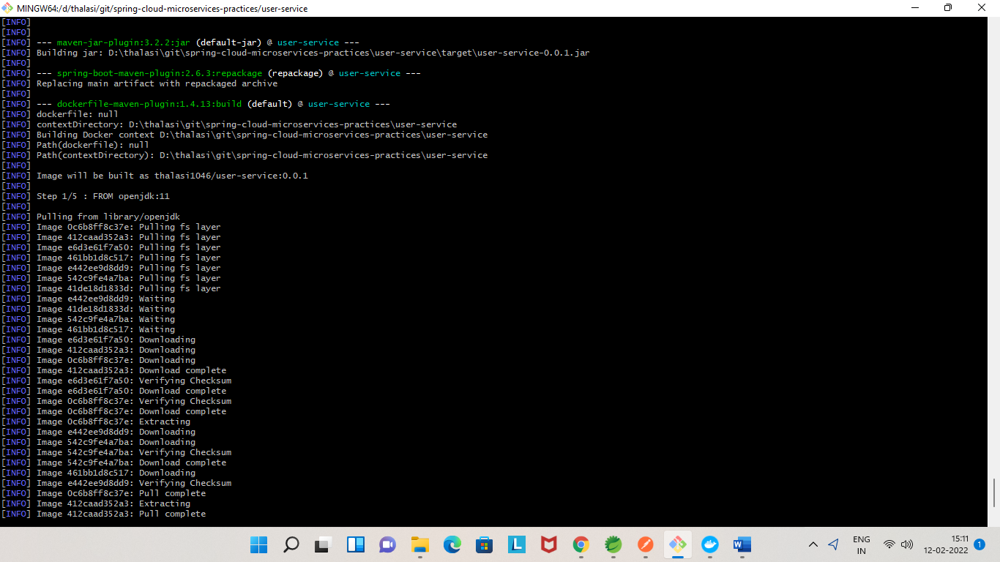 MINGW64:/d/thalasi/git/spring-cloud-microservices-practices/user-service
[INFO]
[INFO]
[INFO] --- maven-jar-plugin:3.2.2:jar (default-jar) @ user-service ---
[INFO] Building jar: D:\thalasi\git\spring-cloud-microservices-practices\user-service\target\user-service-0.0.1.jar
[INFO]
[INFO] --- spring-boot-maven-plugin:2.6.3:repackage (repackage) @ user-service ---
[INFO] Replacing main artifact with repackaged archive
[INFO]
[INFO] --- dockerfile-maven-plugin:1.4.13:build (default) @ user-service ---
[INFO] dockerfile: null
[INFO] contextDirectory: D:\thalasi\git\spring-cloud-microservices-practices\user-service
[INFO] Building Docker context D:\thalasi\git\spring-cloud-microservices-practices\user-service
[INFO] Path(dockerfile): null
[INFO] Path(contextDirectory): D:\thalasi\git\spring-cloud-microservices-practices\user-service
[INFO]
[INFO] Image will be built as thalasi1046/user-service:0.0.1
[INFO]
[INFO] Step 1/5 : FROM openjdk:11
[INFO]
[INFO] Pulling from library/openjdk
[INFO] Image 0c6b8ff8c37e: Pulling fs layer
[INFO] Image 412caad352a3: Pulling fs layer
[INFO] Image e6d3e61f7a50: Pulling fs layer
[INFO] Image 461bb1d8c517: Pulling fs layer
[INFO] Image e442ee9d8dd9: Pulling fs layer
[INFO] Image 542c9fe4a7ba: Pulling fs layer
[INFO] Image 41de18d1833d: Pulling fs layer
[INFO] Image e442ee9d8dd9: Waiting
[INFO] Image 41de18d1833d: Waiting
[INFO] Image 542c9fe4a7ba: Waiting
[INFO] Image 461bb1d8c517: Waiting
[INFO] Image e6d3e61f7a50: Downloading
[INFO] Image 412caad352a3: Downloading
[INFO] Image 0c6b8ff8c37e: Downloading
[INFO] Image 412caad352a3: Download complete
[INFO] Image e6d3e61f7a50: Verifying Checksum
[INFO] Image e6d3e61f7a50: Download complete
[INFO] Image 0c6b8ff8c37e: Verifying Checksum
[INFO] Image 0c6b8ff8c37e: Download complete
[INFO] Image 0c6b8ff8c37e: Extracting
[INFO] Image e442ee9d8dd9: Downloading
[INFO] Image 542c9fe4a7ba: Downloading
[INFO] Image 542c9fe4a7ba: Verifying Checksum
[INFO] Image 542c9fe4a7ba: Download complete
[INFO] Image 461bb1d8c517: Downloading
[INFO] Image e442ee9d8dd9: Verifying Checksum
[INFO] Image 0c6b8ff8c37e: Pull complete
[INFO] Image 412caad352a3: Extracting
[INFO] Image 412caad352a3: Pull complete
L
W
ENG
IN
15:11
12-02-2022
1